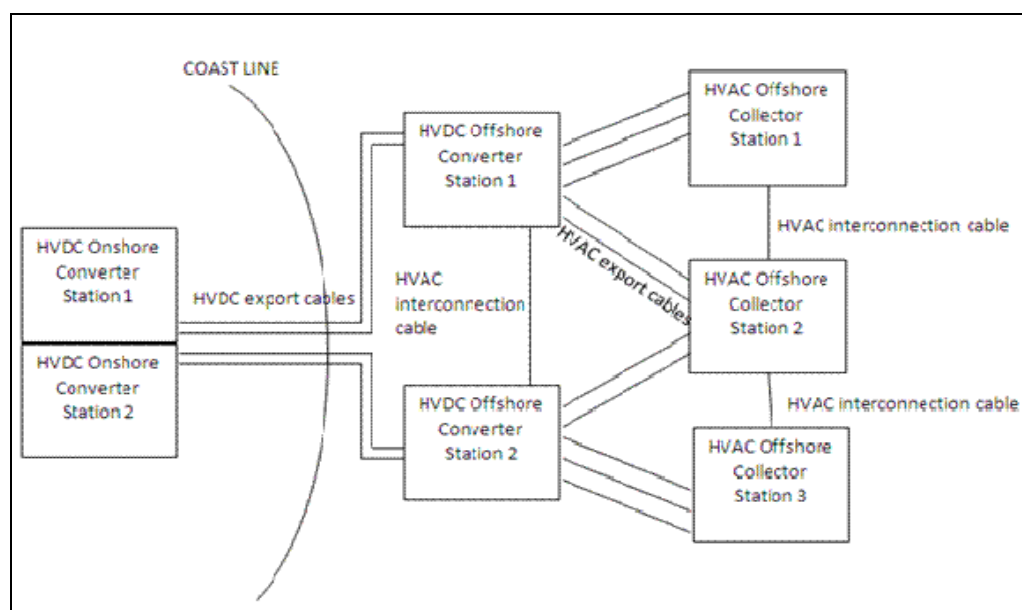 COAST LINE
HVDC Onshore
Converter
Station 1
HVDC Onshore
Converter
Station 2
HVDC export cables
HVDC Offshore
Converter
Station 1
HVAC
interconnection
cable
HVDC Offshore
Converter
Station 2
HVAC export cables
HVAC Offshore
Collector
Station 1
HVAC interconnection cable
HVAC Offshore
Collector
Station 2
HVAC interconnection cable
HVAC Offshore
Collector
Station 3